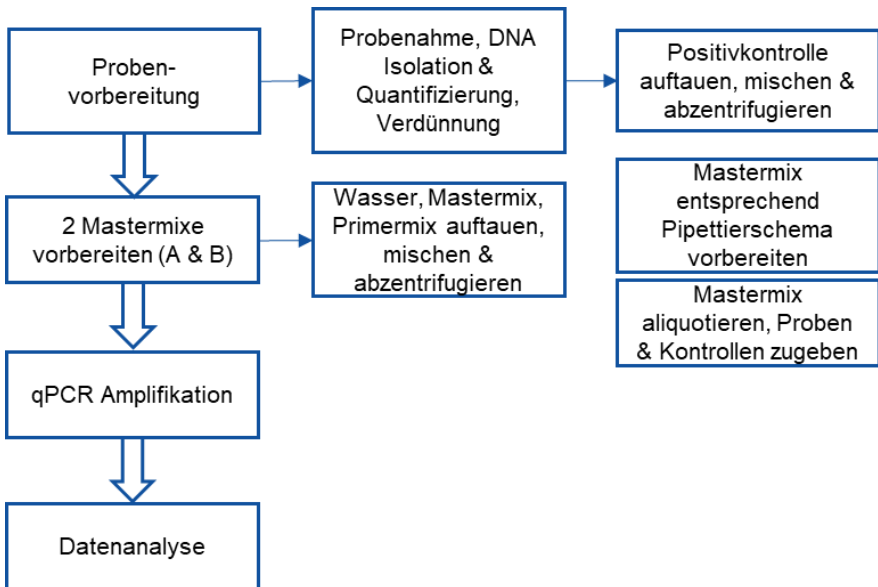 Proben-
vorbereitung
Probenahme, DNA
Isolation &
Quantifizierung,
Verdünnung
Positivkontrolle
auftauen, mischen &
abzentrifugieren
2 Mastermixe
vorbereiten (A & B)
Wasser, Mastermix,
Primermix auftauen,
mischen &
abzentrifugieren
Mastermix
entsprechend
Pipettierschema
vorbereiten
Mastermix
aliquotieren, Proben
& Kontrollen zugeben
qPCR Amplifikation
Datenanalyse